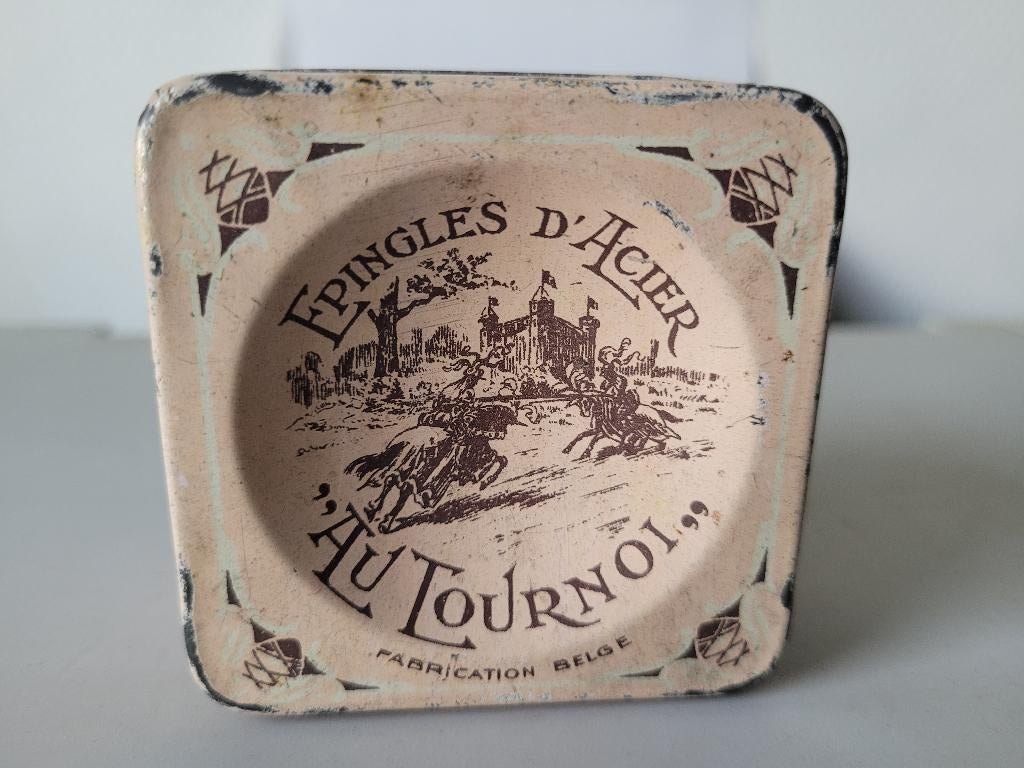 EPINGLES D'ACIER
"AU TOURNOI"
FABRICATION BELGE